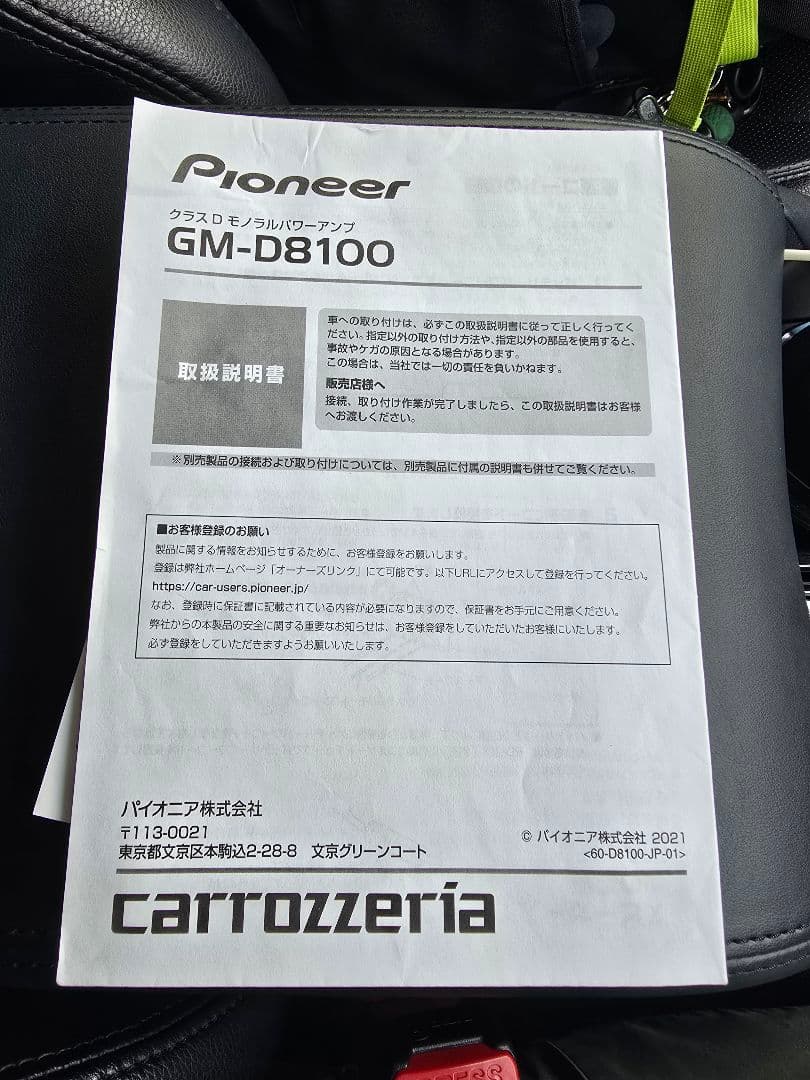 Pioneer
クラス D モノラルパワーアンプ
GM-D8100
取扱説明書
車への取り付けは、必ずこの取扱説明書に従って正しく行ってく
ださい。指定以外の取り付け方法や、指定以外の部品を使用すると、
事故やケガの原因となる場合があります。
この場合は、当社では一切の責任を負いかねます。
販売店様へ
接続、取り付け作業が完了しましたら、この取扱説明書はお客様
へお渡しください。
※別売製品の接続および取り付けについては、別売製品に付属の説明書も併せてご覧ください。
■お客様登録のお願い
製品に関する情報をお知らせするために、お客様登録をお願いします。
登録は弊社ホームページ「オーナーズリンク」にて可能です。以下URLにアクセスして登録を行ってください。
https://car-users.pioneer.jp/
なお、登録時に保証書に記載されている内容が必要になりますので、保証書をお手元にご用意ください。
弊社からの本製品の安全に関する重要なお知らせは、お客様登録をしていただいたお客様にいたします。
必ず登録をしていただきますようお願いいたします。
パイオニア株式会社
〒113-0021
東京都文京区本駒込2-28-8 文京グリーンコート
© パイオニア株式会社 2021
<60-D8100-JP-01>
carrozzeria